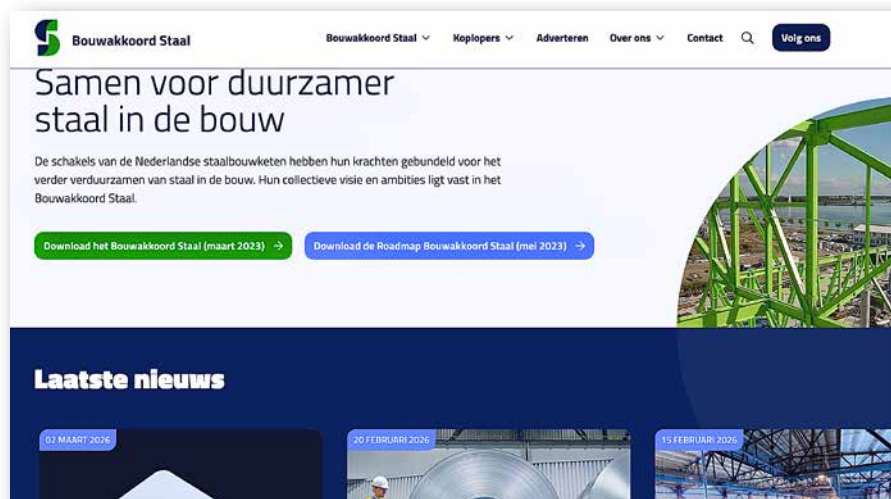 Bouwakkoord Staal
Bouwakkoord Staal Koplopers Adverteren Over ons Contact Volg ons
Samen voor duurzamer
staal in de bouw
De schakels van de Nederlandse staalbouwketen hebben hun krachten gebundeld voor het
verder verduurzamen van staal in de bouw. Hun collectieve visie en ambities ligt vast in het
Bouwakkoord Staal.
Download het Bouwakkoord Staal (maart 2023) → Download de Roadmap Bouwakkoord Staal (mei 2023) →
Laatste nieuws
02 MAART 2026 20 FEBRUARI 2026 15 FEBRUARI 2026